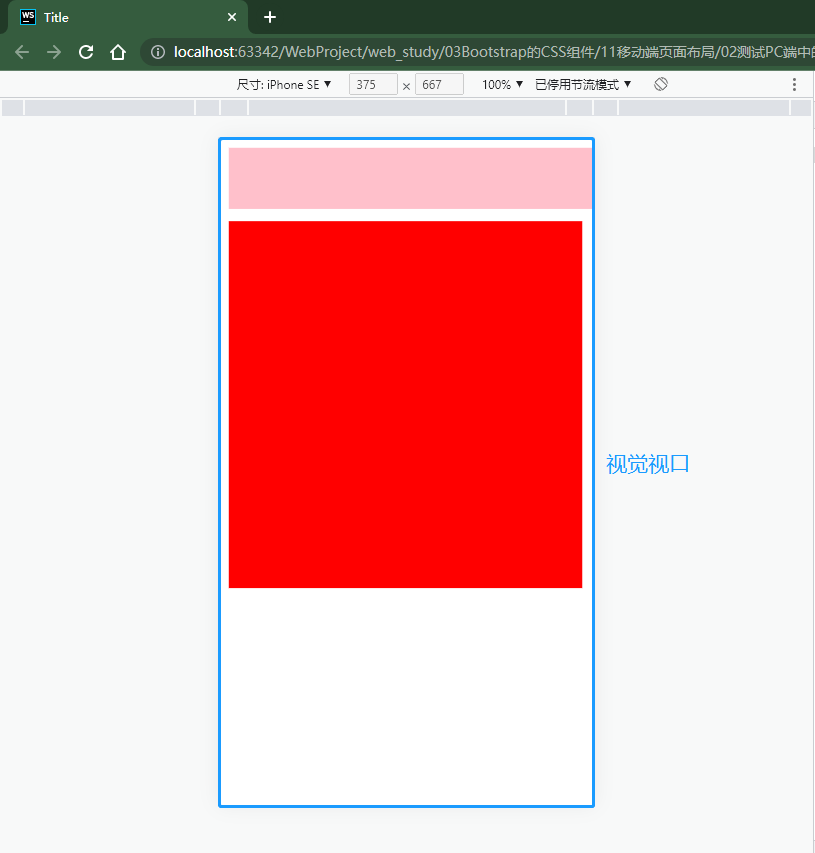 WS Title
localhost:63342/WebProject/web_study/03Bootstrap的CSS组件/11移动端页面布局/02测试PC端中的
尺寸: iPhone SE ▼ 375 × 667 100% ▼ 已停用节流模式 ▼
视觉视口